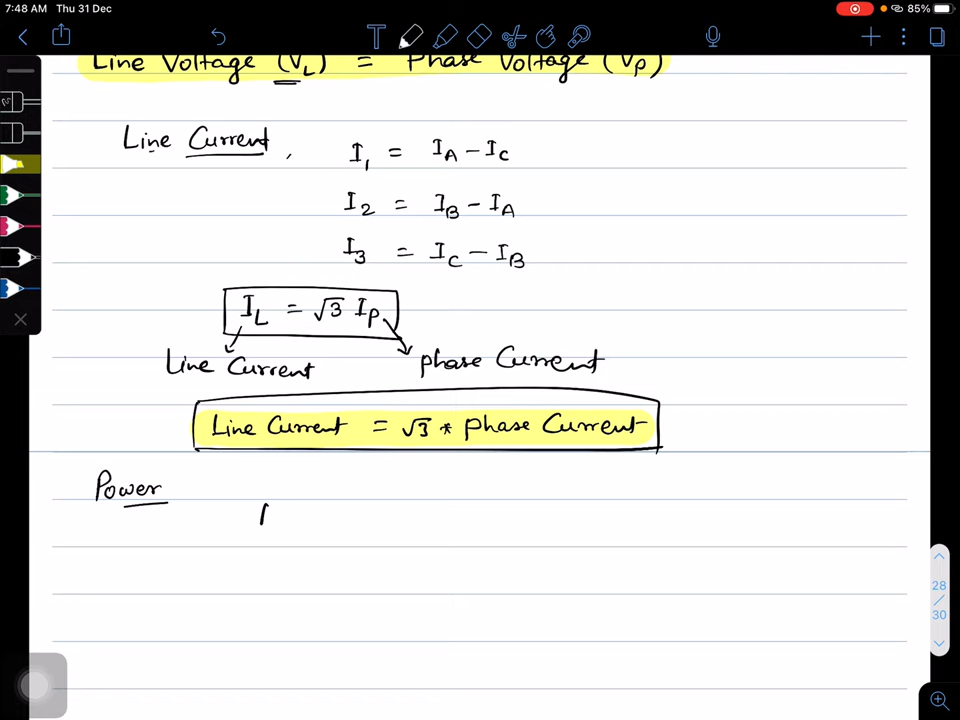 7:48 AM Thu 31 Dec
85%
Line Voltage (VL) = Phase Voltage (VP)
Line Current, I1 = IA - IC
I2 = IB - IA
I3 = IC - IB
IL = √3 IP
Line Current phase Current
Line Current = √3 * phase Current
Power
28
/
30